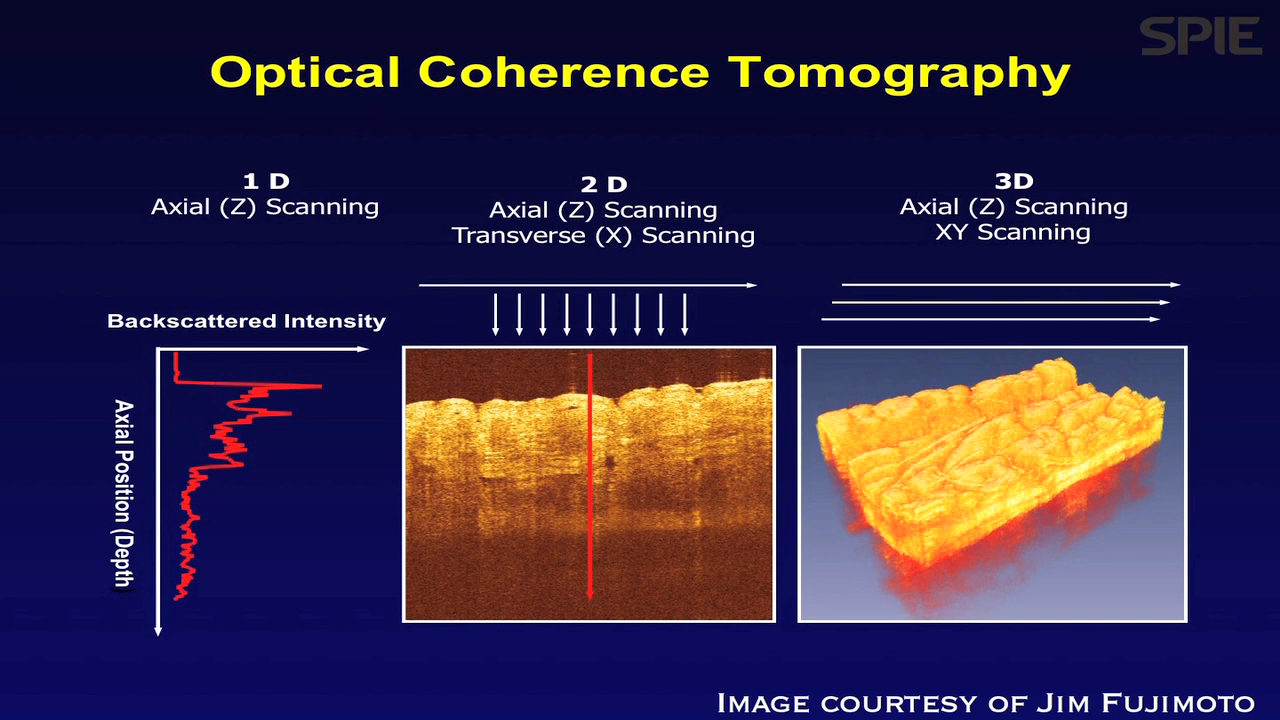 SPIE
Optical Coherence Tomography
1 D
Axial (Z) Scanning
2 D
Axial (Z) Scanning
Transverse (X) Scanning
3D
Axial (Z) Scanning
XY Scanning
Backscattered Intensity
Axial Position (Depth)
IMAGE COURTESY OF JIM FUJIMOTO